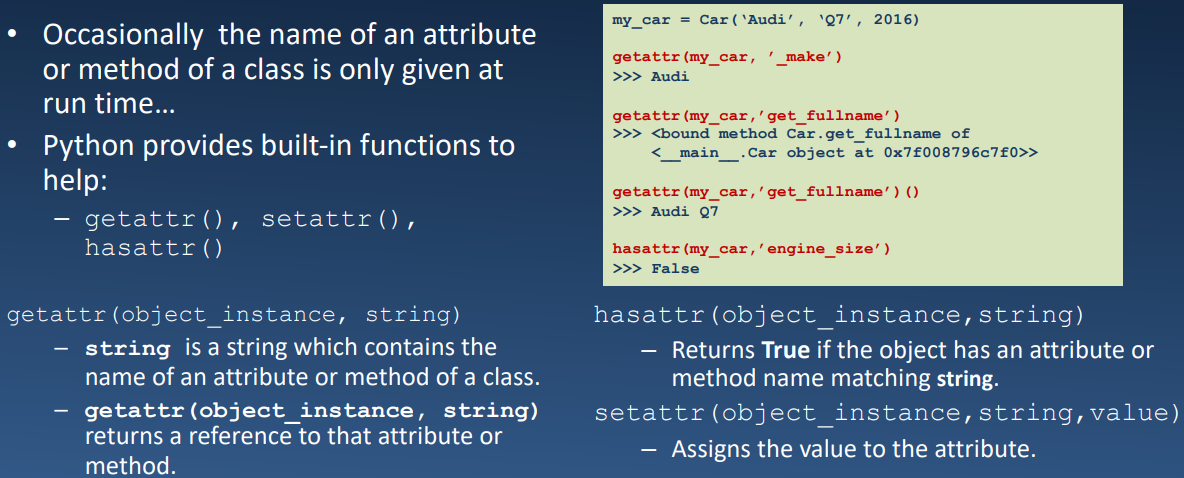 • Occasionally the name of an attribute
or method of a class is only given at
run time…
• Python provides built-in functions to
help:
– getattr(), setattr(),
hasattr()
my_car = Car(‘Audi’, ‘Q7’, 2016)
getattr(my_car, ’_make’)
>>> Audi
getattr(my_car,’get_fullname’)
>>> <bound method Car.get_fullname of
<__main__.Car object at 0x7f008796c7f0>>
getattr(my_car,’get_fullname’)()
>>> Audi Q7
hasattr(my_car,’engine_size’)
>>> False
getattr(object_instance, string)
– string is a string which contains the
name of an attribute or method of a class.
– getattr(object_instance, string)
returns a reference to that attribute or
method.
hasattr(object_instance,string)
– Returns True if the object has an attribute or
method name matching string.
setattr(object_instance,string,value)
– Assigns the value to the attribute.